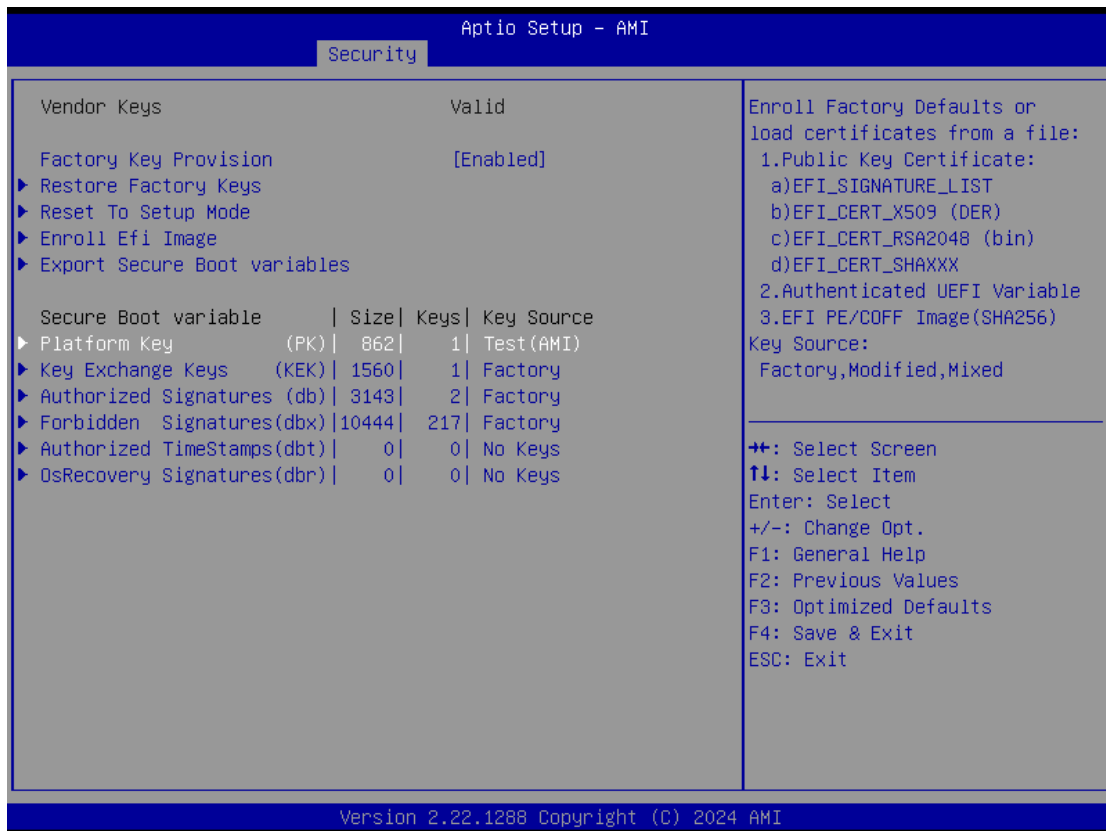 Aptio Setup – AMI
Security
Vendor Keys Valid
Factory Key Provision [Enabled]
Restore Factory Keys
Reset To Setup Mode
Enroll Efi Image
Export Secure Boot variables
Secure Boot variable | Size| Keys| Key Source
Platform Key (PK)| 862| 1| Test(AMI)
Key Exchange Keys (KEK)| 1560| 1| Factory
Authorized Signatures (db)| 3143| 2| Factory
Forbidden Signatures(dbx)|10444| 217| Factory
Authorized TimeStamps(dbt)| 0| 0| No Keys
OsRecovery Signatures(dbr)| 0| 0| No Keys
Enroll Factory Defaults or
load certificates from a file:
1.Public Key Certificate:
a)EFI_SIGNATURE_LIST
b)EFI_CERT_X509 (DER)
c)EFI_CERT_RSA2048 (bin)
d)EFI_CERT_SHAXXX
2.Authenticated UEFI Variable
3.EFI PE/COFF Image(SHA256)
Key Source:
Factory,Modified,Mixed
→←: Select Screen
↑↓: Select Item
Enter: Select
+/-: Change Opt.
F1: General Help
F2: Previous Values
F3: Optimized Defaults
F4: Save & Exit
ESC: Exit
Version 2.22.1288 Copyright (C) 2024 AMI